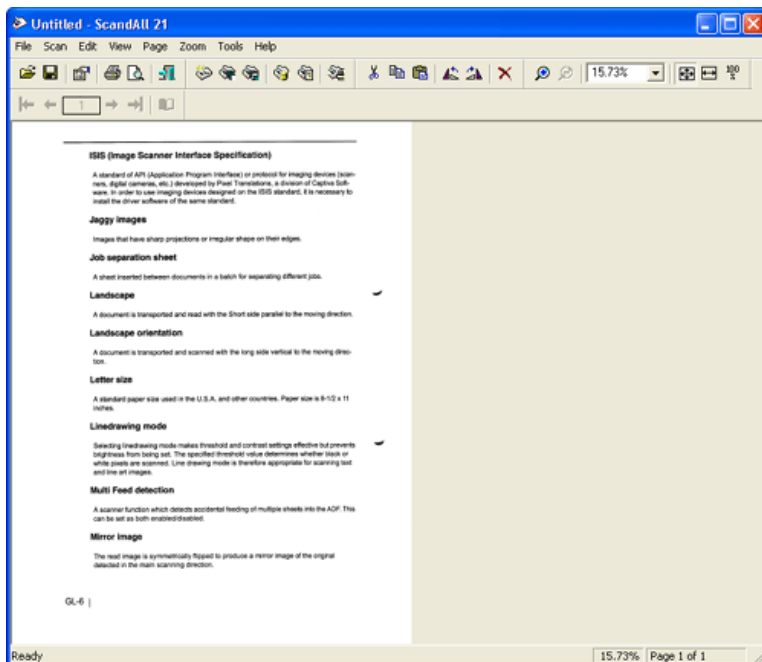 Untitled - ScandAll 21
File Scan Edit View Page Zoom Tools Help
15.73%
100
%
1
ISIS (Image Scanner Interface Specification)
A standard of API (Application Program Interface) or protocol for imaging devices (scan-
ners, digital cameras, etc.) developed by Pixel Translations, a division of Captiva Soft-
ware. In order to use imaging devices designed on the ISIS standard, it is necessary to
install the driver software of the same standard.
Jaggy images
Images that have sharp projections or irregular shape on their edges.
Job separation sheet
A sheet inserted between documents in a batch for separating different jobs.
Landscape
A document is transported and read with the Short side parallel to the moving direction.
Landscape orientation
A document is transported and scanned with the long side vertical to the moving direc-
tion.
Letter size
A standard paper size used in the U.S.A. and other countries. Paper size is 8-1/2 x 11
inches.
Linedrawing mode
Selecting linedrawing mode makes threshold and contrast settings effective but prevents
brightness from being set. The specified threshold value determines whether black or
white pixels are scanned. Line drawing mode is therefore appropriate for scanning text
and line art images.
Multi Feed detection
A scanner function which detects accidental feeding of multiple sheets into the ADF. This
can be set as both enabled/disabled.
Mirror image
The read image is symmetrically flipped to produce a mirror image of the original
detected in the main scanning direction.
GL-6 |
Ready
15.73% Page 1 of 1